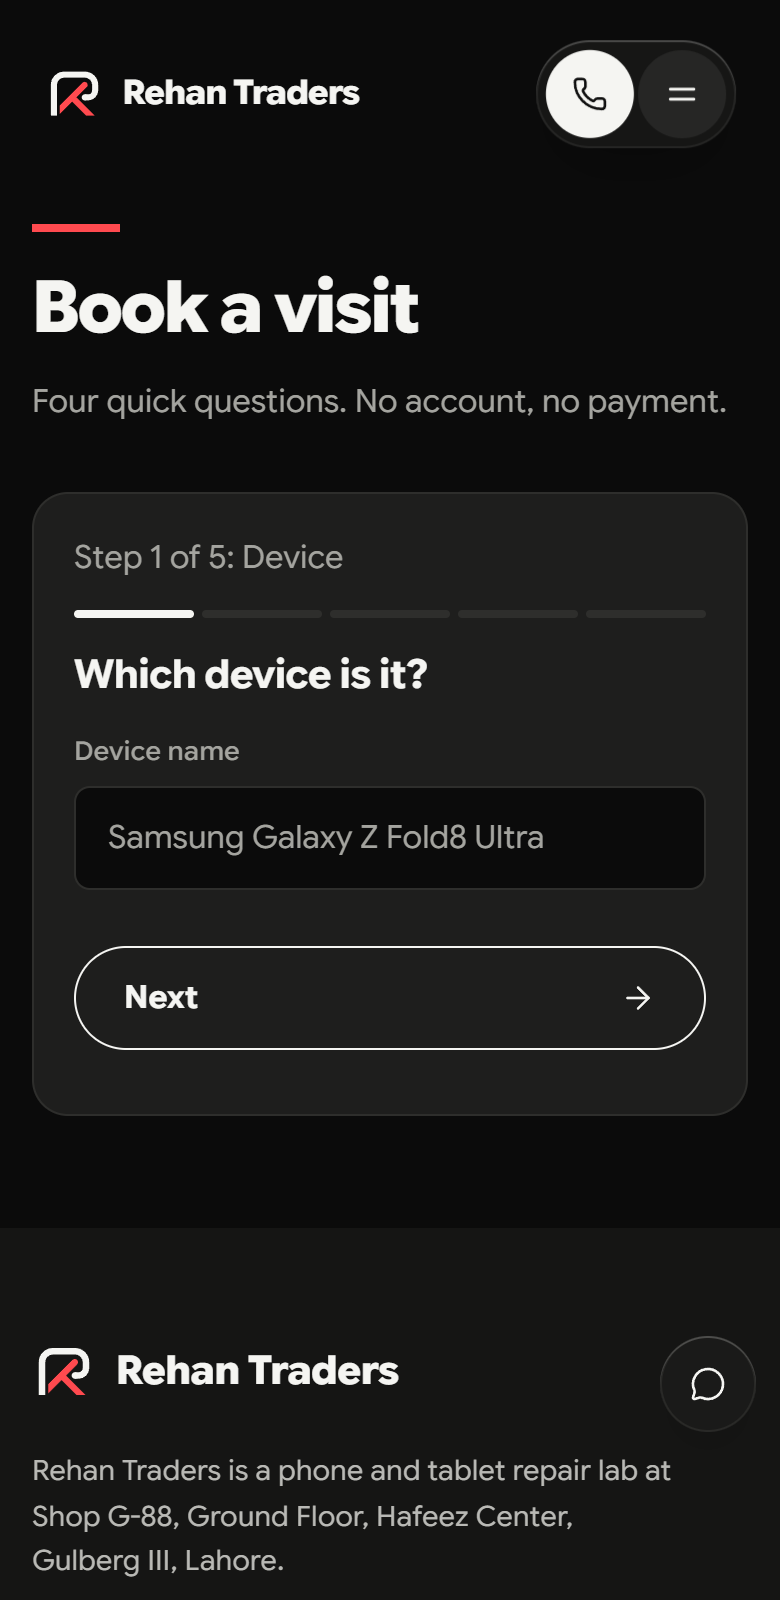 Rehan Traders
Book a visit
Four quick questions. No account, no payment.
Step 1 of 5: Device
Which device is it?
Device name
Samsung Galaxy Z Fold8 Ultra
Next
Rehan Traders
Rehan Traders is a phone and tablet repair lab at
Shop G-88, Ground Floor, Hafeez Center,
Gulberg III, Lahore.